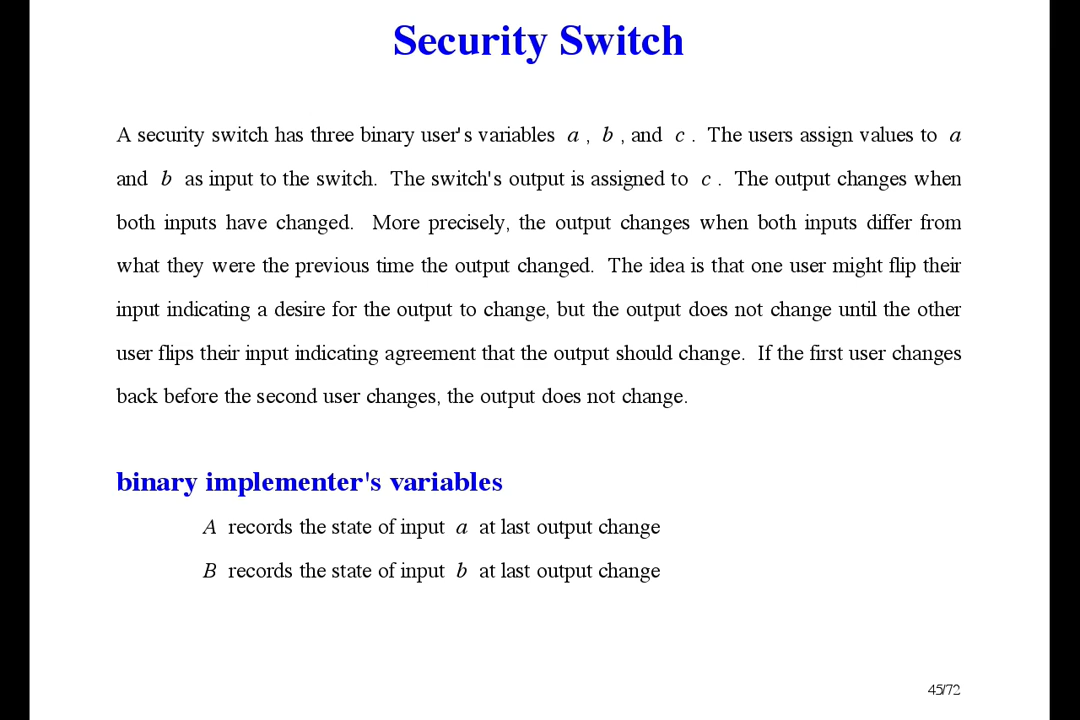 Security Switch
A security switch has three binary user's variables a , b , and c . The users assign values to a
and b as input to the switch. The switch's output is assigned to c . The output changes when
both inputs have changed. More precisely, the output changes when both inputs differ from
what they were the previous time the output changed. The idea is that one user might flip their
input indicating a desire for the output to change, but the output does not change until the other
user flips their input indicating agreement that the output should change. If the first user changes
back before the second user changes, the output does not change.
binary implementer's variables
A records the state of input a at last output change
B records the state of input b at last output change
45/72